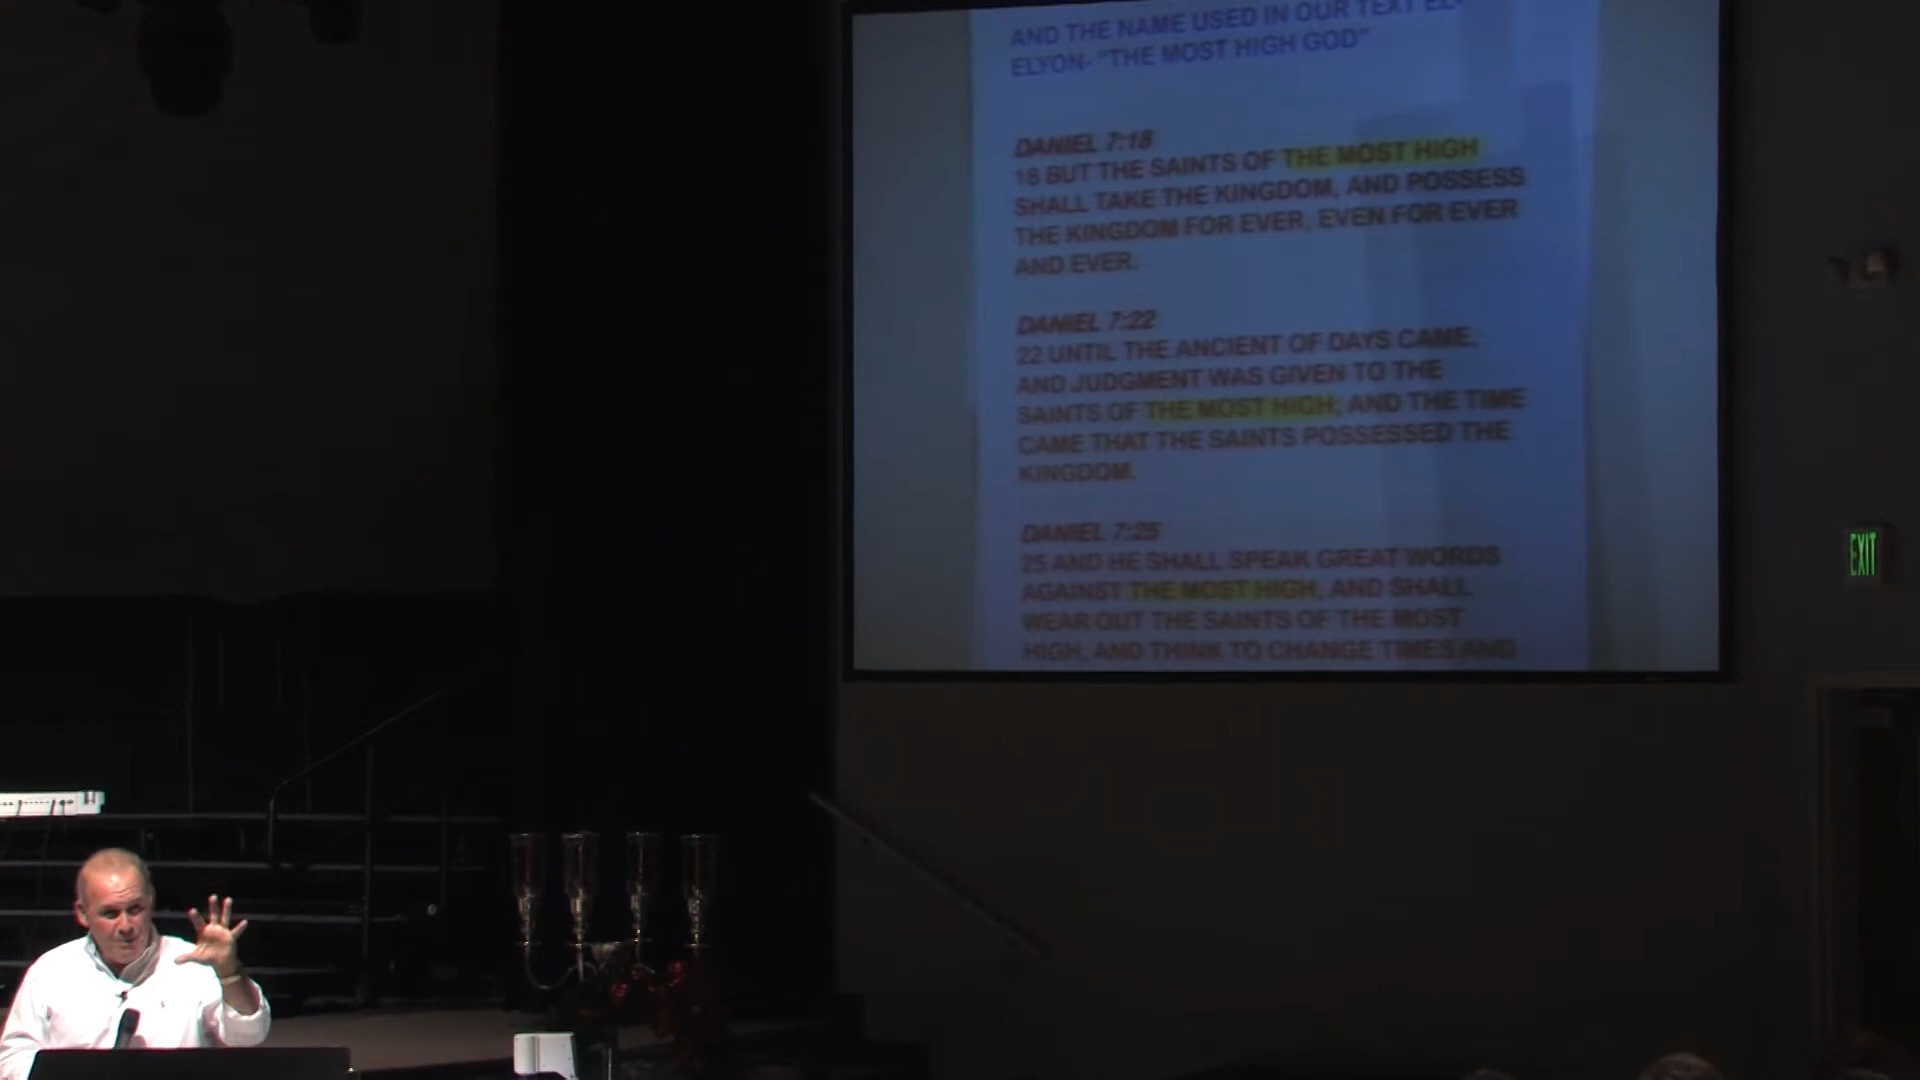 AND THE NAME USED IN OUR TEXT EL-
ELYON- "THE MOST HIGH GOD"
DANIEL 7:18
18 BUT THE SAINTS OF THE MOST HIGH
SHALL TAKE THE KINGDOM, AND POSSESS
THE KINGDOM FOR EVER, EVEN FOR EVER
AND EVER.
DANIEL 7:22
22 UNTIL THE ANCIENT OF DAYS CAME,
AND JUDGMENT WAS GIVEN TO THE
SAINTS OF THE MOST HIGH; AND THE TIME
CAME THAT THE SAINTS POSSESSED THE
KINGDOM.
DANIEL 7:25
25 AND HE SHALL SPEAK GREAT WORDS
AGAINST THE MOST HIGH, AND SHALL
WEAR OUT THE SAINTS OF THE MOST
HIGH, AND THINK TO CHANGE TIMES AND
EXIT